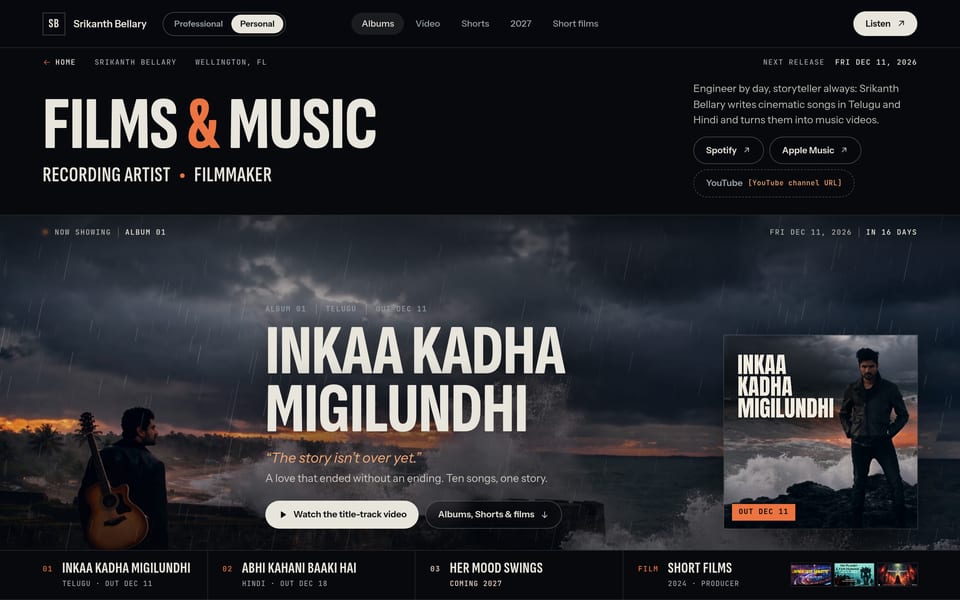 SB Srikanth Bellary Professional Personal Albums Video Shorts 2027 Short films Listen ↗
← HOME SRIKANTH BELLARY WELLINGTON, FL NEXT RELEASE FRI DEC 11, 2026
FILMS & MUSIC
RECORDING ARTIST • FILMMAKER
Engineer by day, storyteller always: Srikanth
Bellary writes cinematic songs in Telugu and
Hindi and turns them into music videos.
Spotify ↗ Apple Music ↗
YouTube [YouTube channel URL]
NOW SHOWING | ALBUM 01 FRI DEC 11, 2026 | IN 16 DAYS
ALBUM 01 | TELUGU | OUT DEC 11
INKAA KADHA
MIGILUNDHI
“The story isn’t over yet.”
A love that ended without an ending. Ten songs, one story.
Watch the title-track video Albums, Shorts & films ↓
INKAA
KADHA
MIGILUNDHI
OUT DEC 11
01 INKAA KADHA MIGILUNDHI
TELUGU · OUT DEC 11
02 ABHI KAHANI BAAKI HAI
HINDI · OUT DEC 18
03 HER MOOD SWINGS
COMING 2027
FILM SHORT FILMS
2024 · PRODUCER